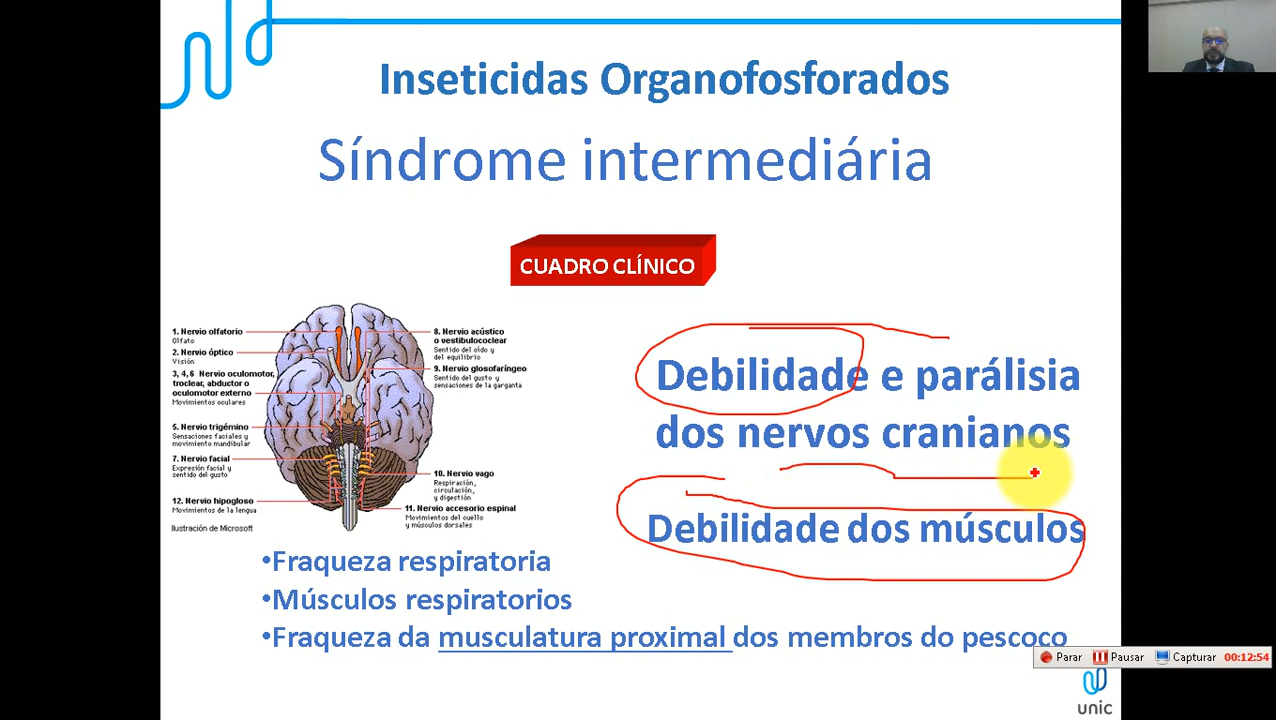 Inseticidas Organofosforados
Síndrome intermediária
CUADRO CLÍNICO
1. Nervio olfatorio
Olfato
2. Nervio óptico
Visión
3, 4, 6 Nervio oculomotor,
troclear, abductor o
oculomotor externo
Movimientos oculares
5. Nervio trigémino
Sensaciones faciales y
movimiento mandibular
7. Nervio facial
Expresión facial y
sentido del gusto
12. Nervio hipogloso
Movimientos de la lengua
Ilustración de Microsoft
8. Nervio acústico
o vestibulococlear
Sentido del oído y
del equilibrio
9. Nervio glosofaríngeo
Sentido del gusto y
sensaciones de la garganta
10. Nervio vago
Respiración,
circulación,
y digestión
11. Nervio accesorio espinal
Movimientos del cuello
y músculos dorsales
Debilidade e parálisia
dos nervos cranianos
Debilidade dos músculos
•Fraqueza respiratoria
•Músculos respiratorios
•Fraqueza da musculatura proximal dos membros do pescoço
Parar Pausar Capturar 00:12:54
unic